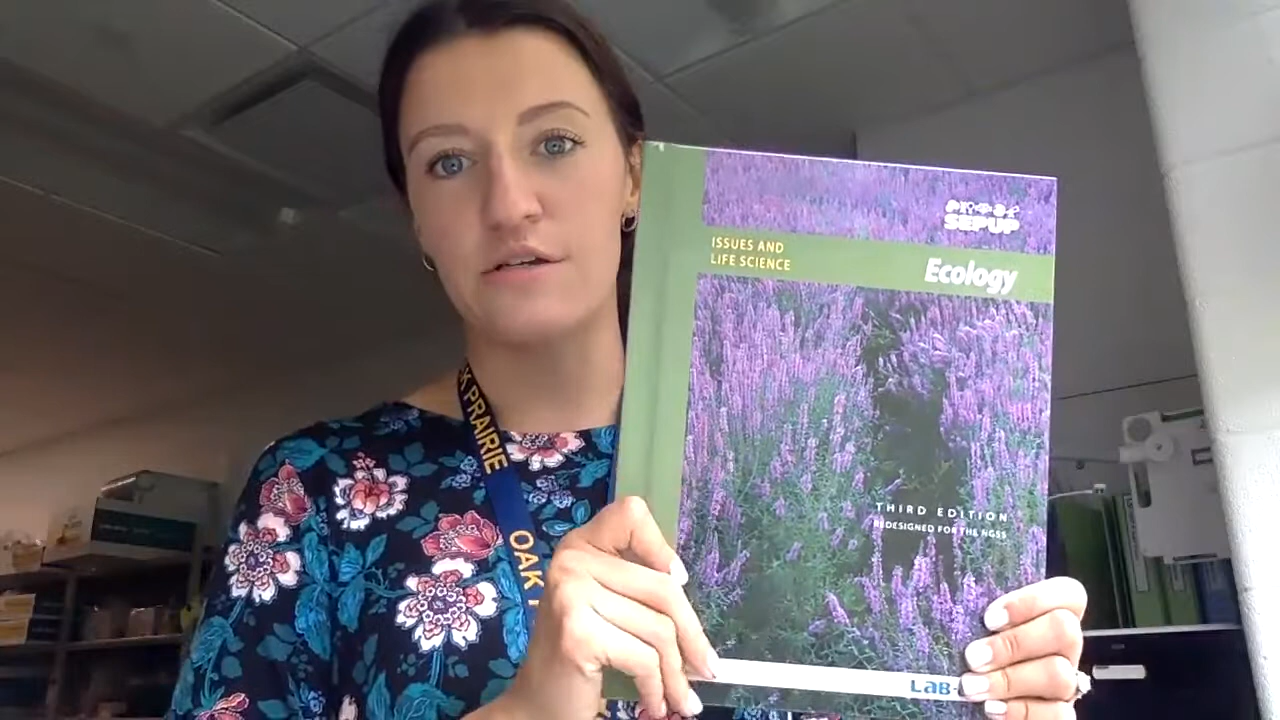 SEPUP
ISSUES AND
LIFE SCIENCE
Ecology
THIRD EDITION
REDESIGNED FOR THE NGSS
LAB-
K PRAIRIE
OAK